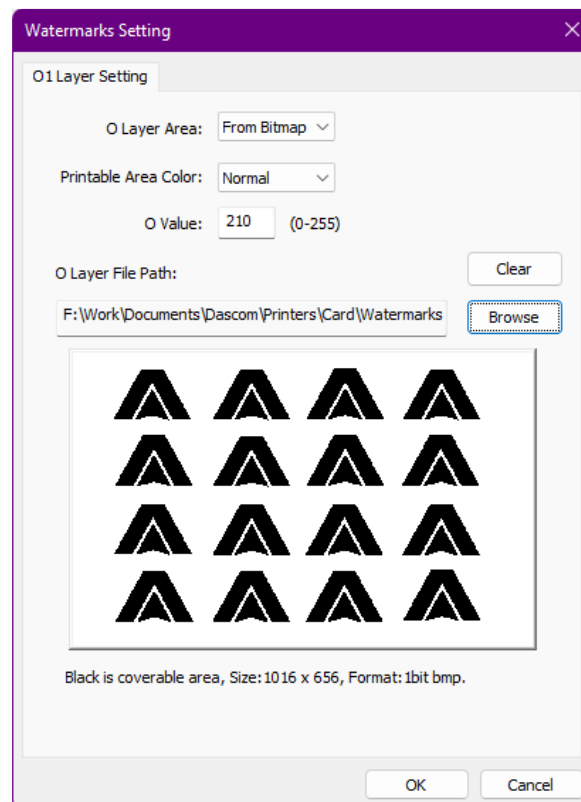 Watermarks Setting
O1 Layer Setting
O Layer Area: From Bitmap
Printable Area Color: Normal
O Value: 210 (0-255)
O Layer File Path:
Clear
F:\Work\Documents\Dascom\Printers\Card\Watermarks
Browse
Black is coverable area, Size:1016 x 656, Format:1bit bmp.
OK
Cancel